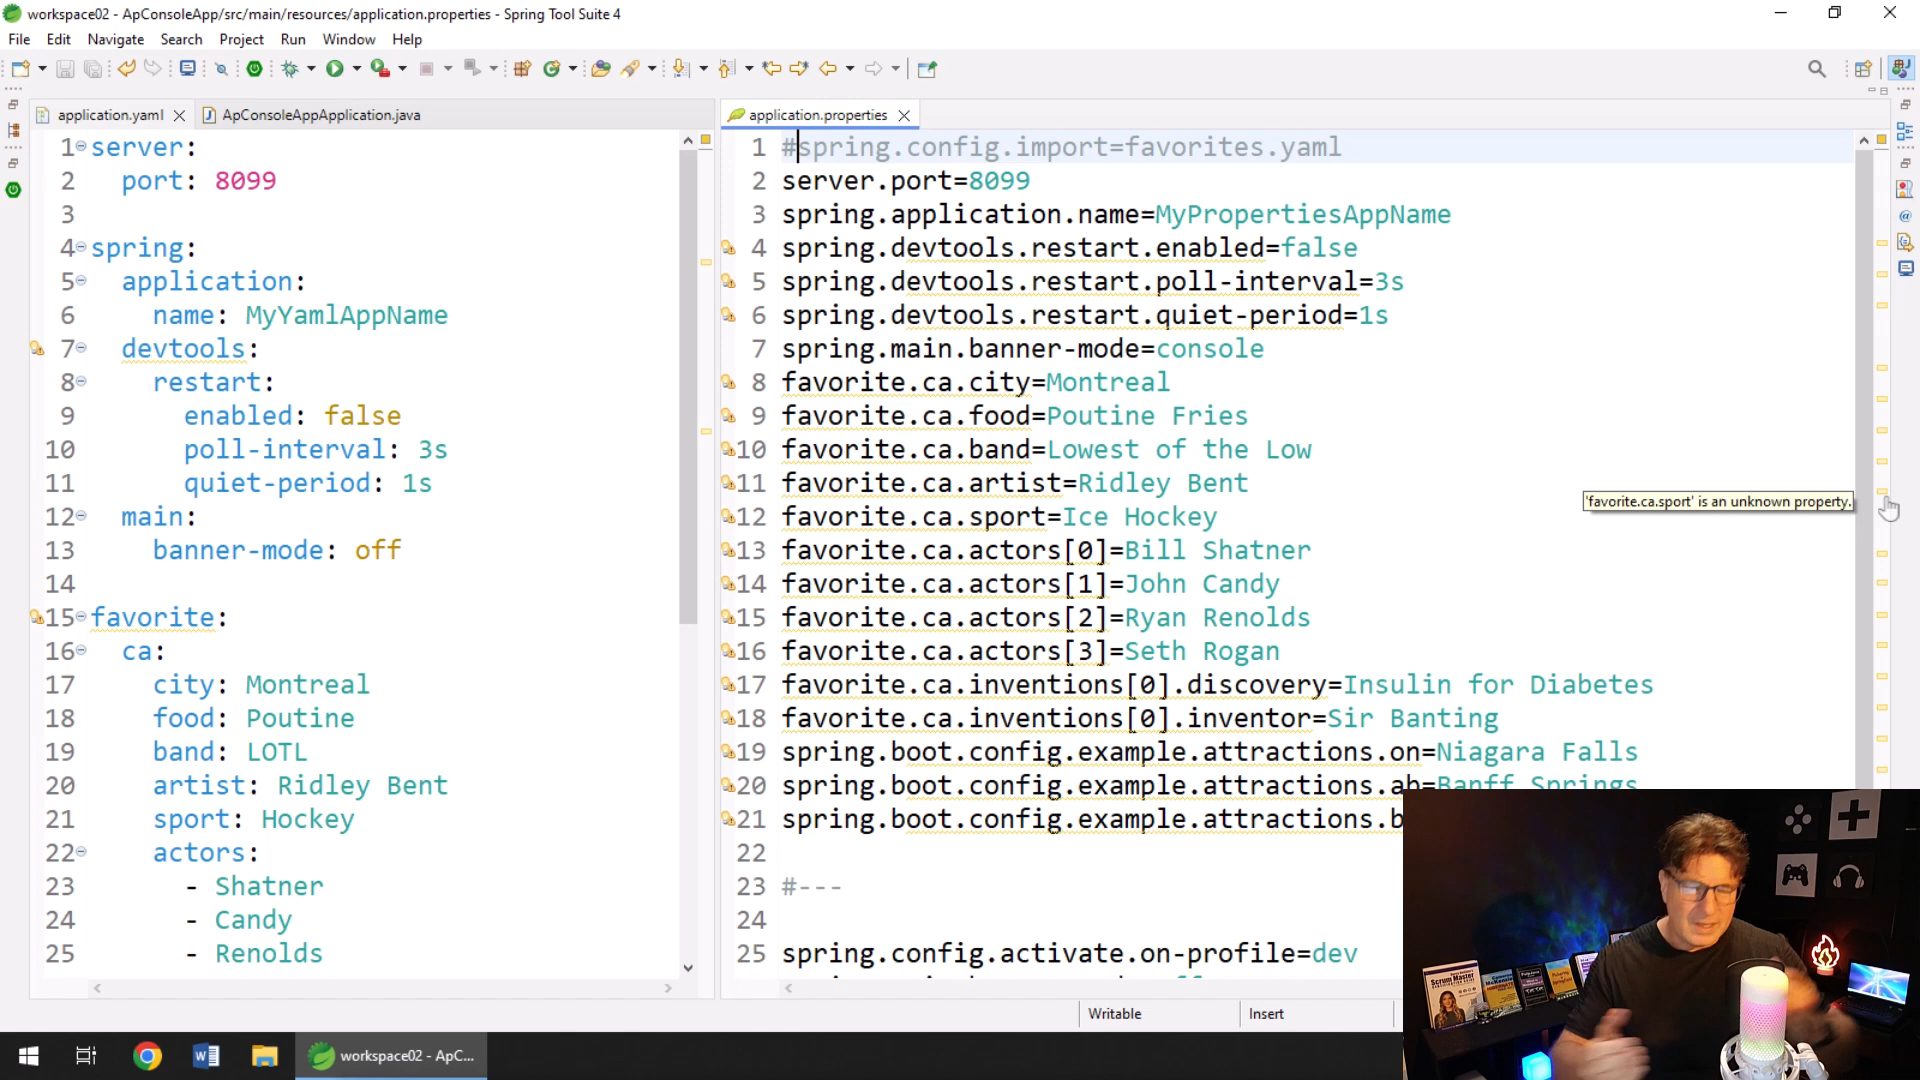 workspace02 - ApConsoleApp/src/main/resources/application.properties - Spring Tool Suite 4
File Edit Navigate Search Project Run Window Help
application.yaml
ApConsoleAppApplication.java
application.properties
1 server:
2 port: 8099
3
4 spring:
5 application:
6 name: MyYamlAppName
7 devtools:
8 restart:
9 enabled: false
10 poll-interval: 3s
11 quiet-period: 1s
12 main:
13 banner-mode: off
14
15 favorite:
16 ca:
17 city: Montreal
18 food: Poutine
19 band: LOTL
20 artist: Ridley Bent
21 sport: Hockey
22 actors:
23 - Shatner
24 - Candy
25 - Renolds
1 #spring.config.import=favorites.yaml
2 server.port=8099
3 spring.application.name=MyPropertiesAppName
4 spring.devtools.restart.enabled=false
5 spring.devtools.restart.poll-interval=3s
6 spring.devtools.restart.quiet-period=1s
7 spring.main.banner-mode=console
8 favorite.ca.city=Montreal
9 favorite.ca.food=Poutine Fries
10 favorite.ca.band=Lowest of the Low
11 favorite.ca.artist=Ridley Bent
12 favorite.ca.sport=Ice Hockey
13 favorite.ca.actors[0]=Bill Shatner
14 favorite.ca.actors[1]=John Candy
15 favorite.ca.actors[2]=Ryan Renolds
16 favorite.ca.actors[3]=Seth Rogan
17 favorite.ca.inventions[0].discovery=Insulin for Diabetes
18 favorite.ca.inventions[0].inventor=Sir Banting
19 spring.boot.config.example.attractions.on=Niagara Falls
20 spring.boot.config.example.attractions.ab=Banff Springs
21 spring.boot.config.example.attractions.b
22
23 #---
24
25 spring.config.activate.on-profile=dev
'favorite.ca.sport' is an unknown property.
Writable
Insert
Scrum Master
workspace02 - ApC...